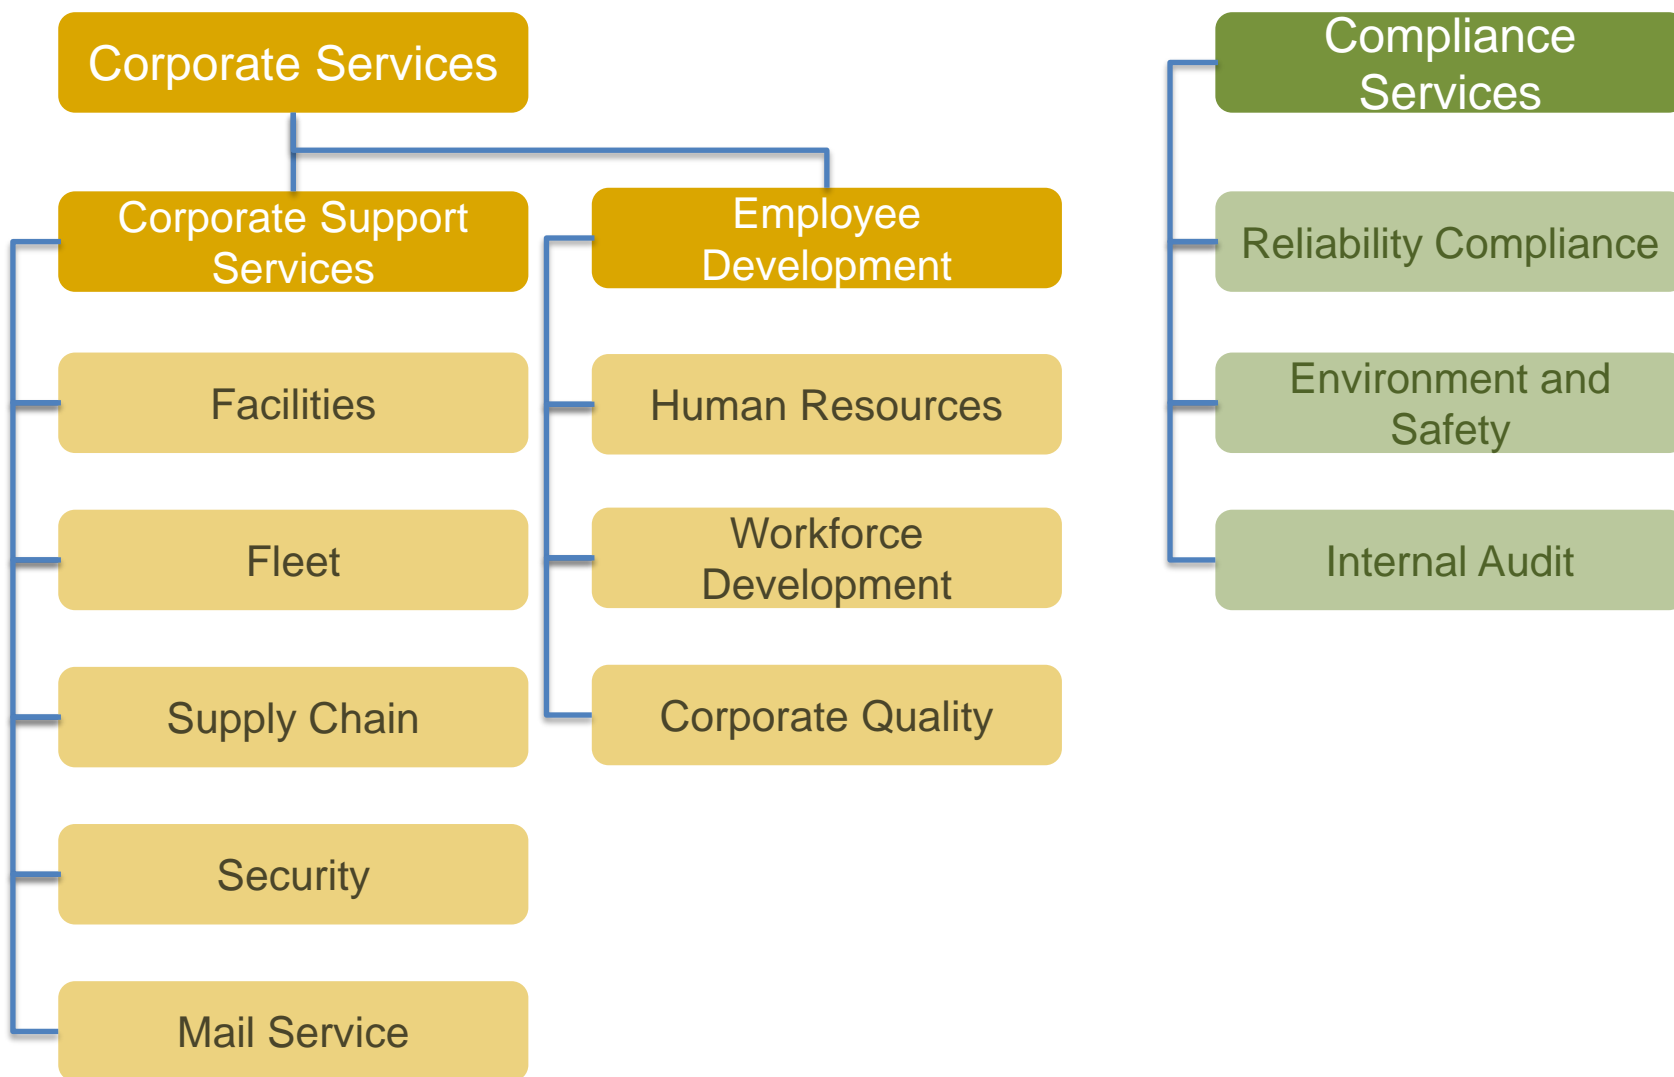 Corporate Services
Corporate Support
Services
Facilities
Fleet
Supply Chain
Security
Mail Service
Employee
Development
Human Resources
Workforce
Development
Corporate Quality
Compliance
Services
Reliability Compliance
Environment and
Safety
Internal Audit